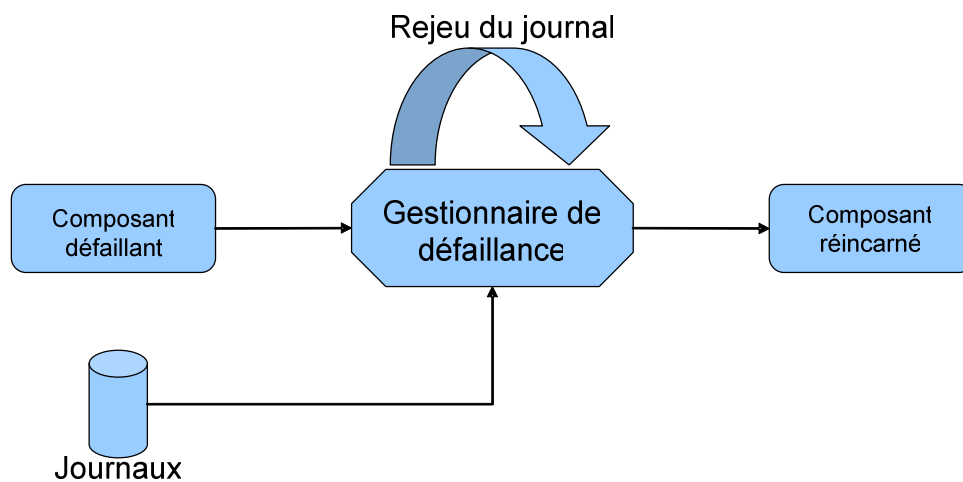 Rejeu du journal
Composant
défaillant
Gestionnaire de
défaillance
Composant
réincarné
Journaux